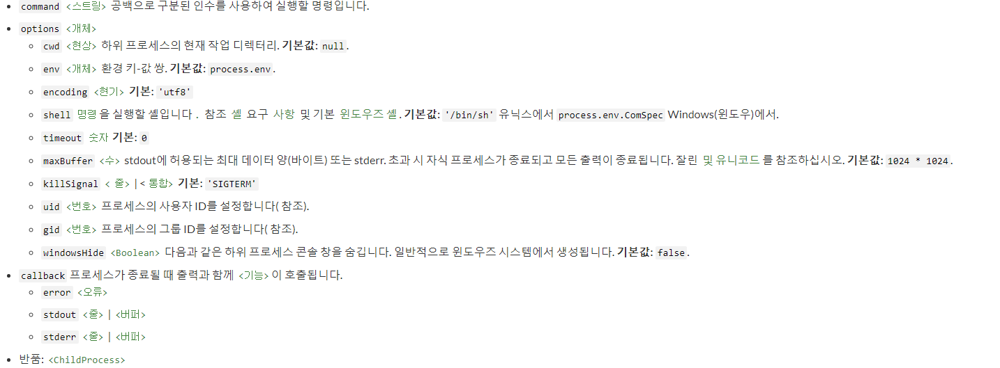 command <스트링> 공백으로 구분된 인수를 사용하여 실행할 명령입니다.
options <개체>
cwd <현상> 하위 프로세스의 현재 작업 디렉터리. 기본값: null.
env <개체> 환경 키-값 쌍. 기본값: process.env.
encoding <현기> 기본: 'utf8'
shell 명령 을 실행할 셸입니다 . 참조 셸 요구 사항 및 기본 윈도우즈 셸 . 기본값: '/bin/sh' 유닉스에서 process.env.ComSpec Windows(윈도우)에서.
timeout 숫자 기본: 0
maxBuffer <수> stdout에 허용되는 최대 데이터 양(바이트) 또는 stderr. 초과 시 자식 프로세스가 종료되고 모든 출력이 종료됩니다. 잘린 및 유니코드 를 참조하십시오. 기본값: 1024 * 1024.
killSignal < 줄> | < 통합> 기본: 'SIGTERM'
uid <번호> 프로세스의 사용자 ID를 설정합니다( 참조).
gid <번호> 프로세스의 그룹 ID를 설정합니다( 참조).
windowsHide <Boolean> 다음과 같은 하위 프로세스 콘솔 창을 숨깁니다. 일반적으로 윈도우즈 시스템에서 생성됩니다. 기본값: false.
callback 프로세스가 종료될 때 출력과 함께 <기능> 이 호출됩니다.
error <오류>
stdout <줄> | <버퍼>
stderr <줄> | <버퍼>
반품: <ChildProcess>